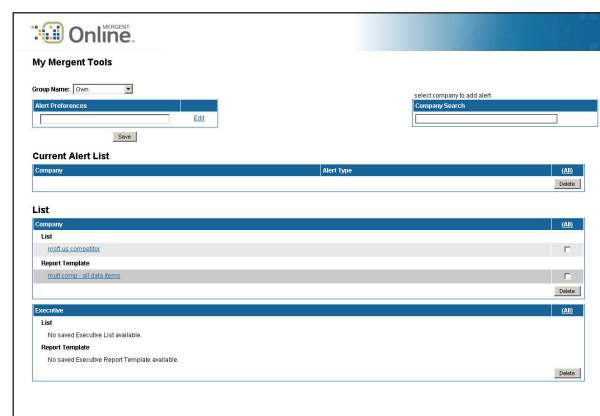 MERGENT
Online™
My Mergent Tools
Group Name: Own
select company to add alert
Alert Preferences
Company Search
Edit
Save
Current Alert List
Company Alert Type (All)
Delete
List
Company (All)
List
msft us competitor
Report Template
mult comp - all data items
Delete
Executive (All)
List
No saved Executive List available.
Report Template
No saved Executive Report Template available.
Delete